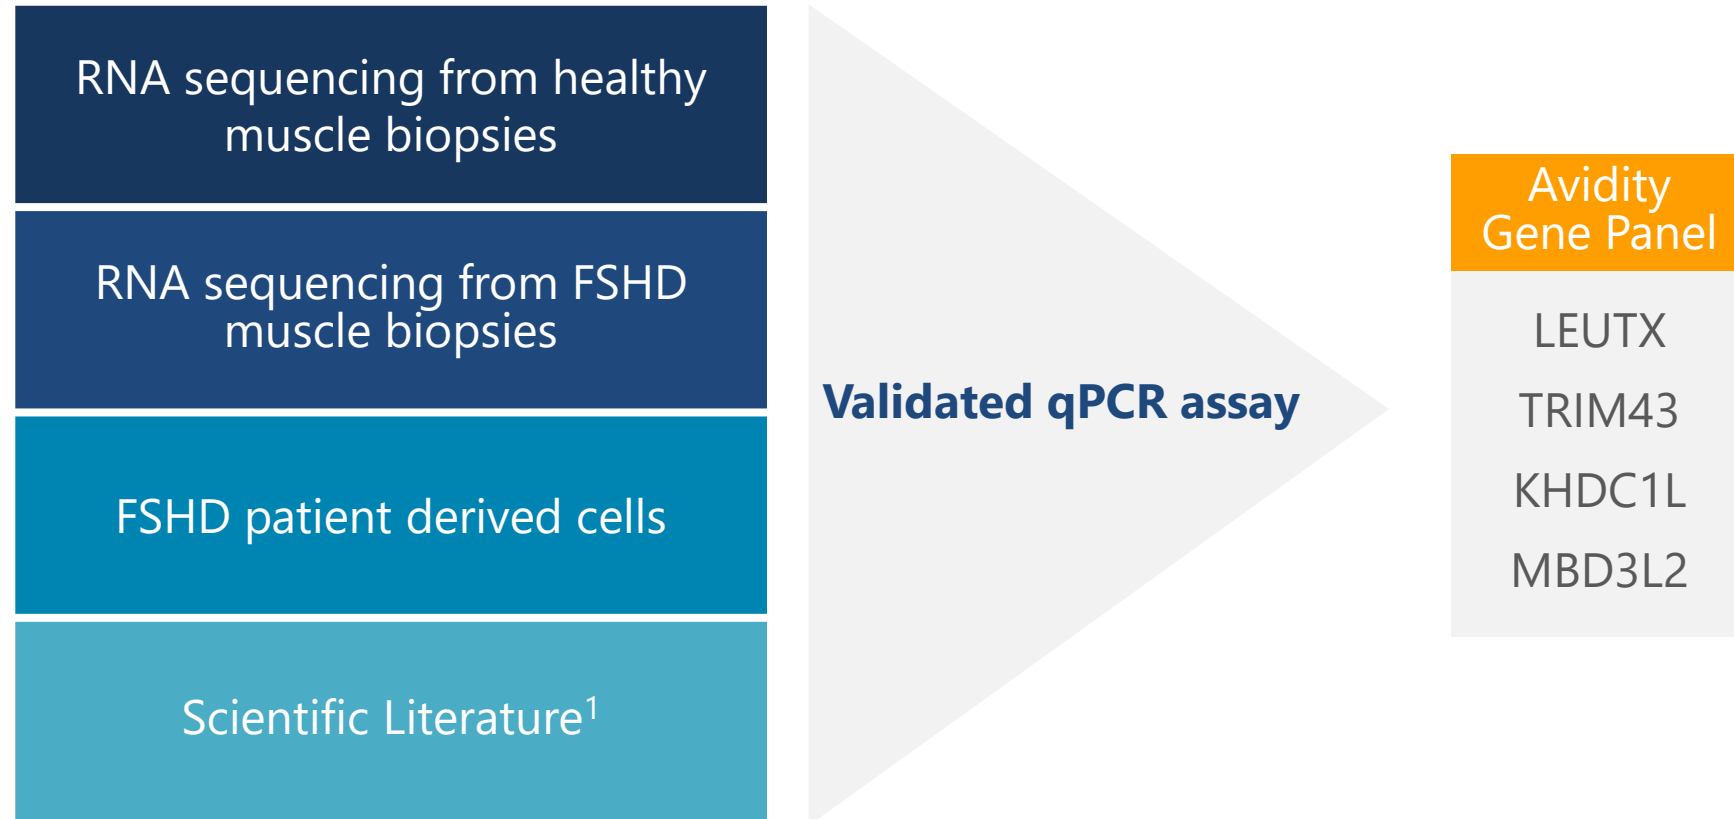 RNA sequencing from healthy
muscle biopsies
RNA sequencing from FSHD
muscle biopsies
FSHD patient derived cells
Scientific Literature¹
Validated qPCR assay
Avidity
Gene Panel
LEUTX
TRIM43
KHDC1L
MBD3L2